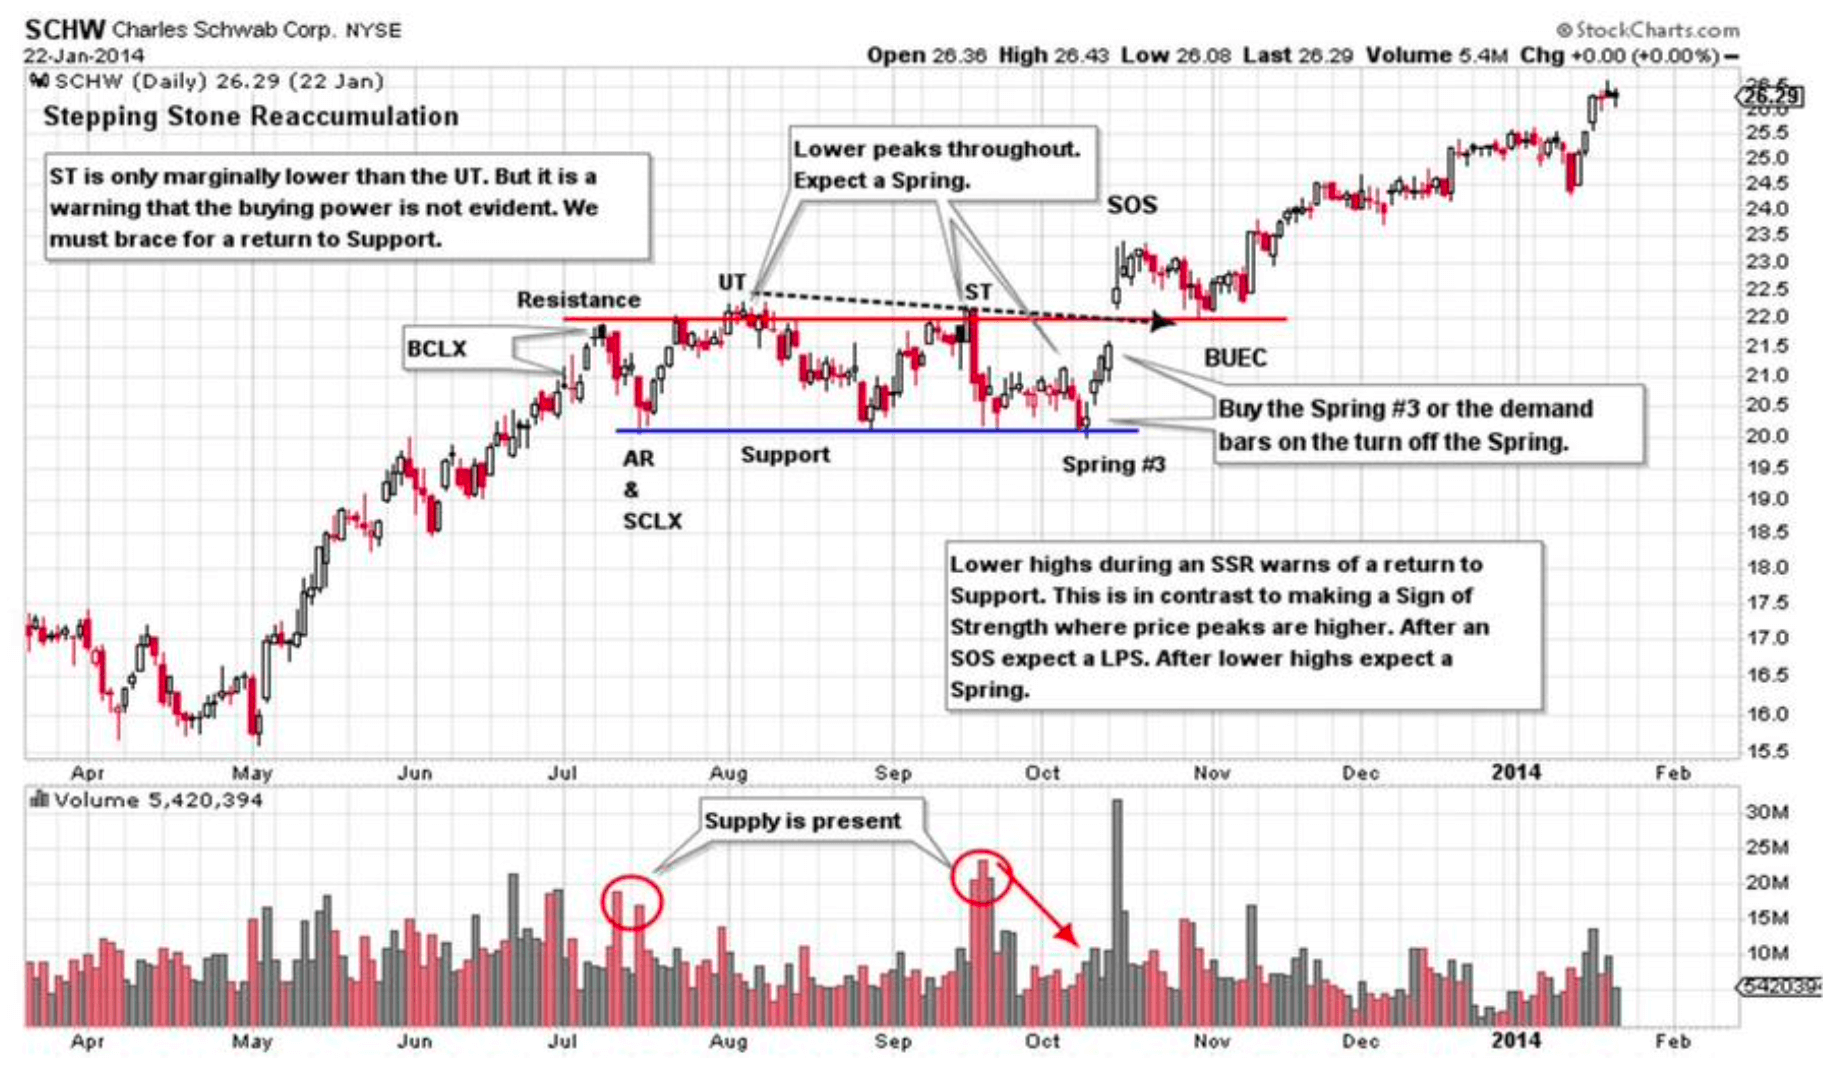 SCHW Charles Schwab Corp. NYSE
© StockCharts.com
22-Jan-2014
Open 26.36 High 26.43 Low 26.08 Last 26.29 Volume 5.4M Chg +0.00 (+0.00%)
SCHW (Daily) 26.29 (22 Jan)
Stepping Stone Reaccumulation
ST is only marginally lower than the UT. But it is a
warning that the buying power is not evident. We
must brace for a return to Support.
Lower peaks throughout.
Expect a Spring.
SOS
UT
ST
Resistance
BCLX
BUEC
Buy the Spring #3 or the demand
bars on the turn off the Spring.
AR
&
SCLX
Support
Spring #3
Lower highs during an SSR warns of a return to
Support. This is in contrast to making a Sign of
Strength where price peaks are higher. After an
SOS expect a LPS. After lower highs expect a
Spring.
26.5
26.29
26.0
25.5
25.0
24.5
24.0
23.5
23.0
22.5
22.0
21.5
21.0
20.5
20.0
19.5
19.0
18.5
18.0
17.5
17.0
16.5
16.0
15.5
Apr May Jun Jul Aug Sep Oct Nov Dec 2014 Feb
Volume 5,420,394
Supply is present
30M
25M
20M
15M
10M
5420394
Apr May Jun Jul Aug Sep Oct Nov Dec 2014 Feb